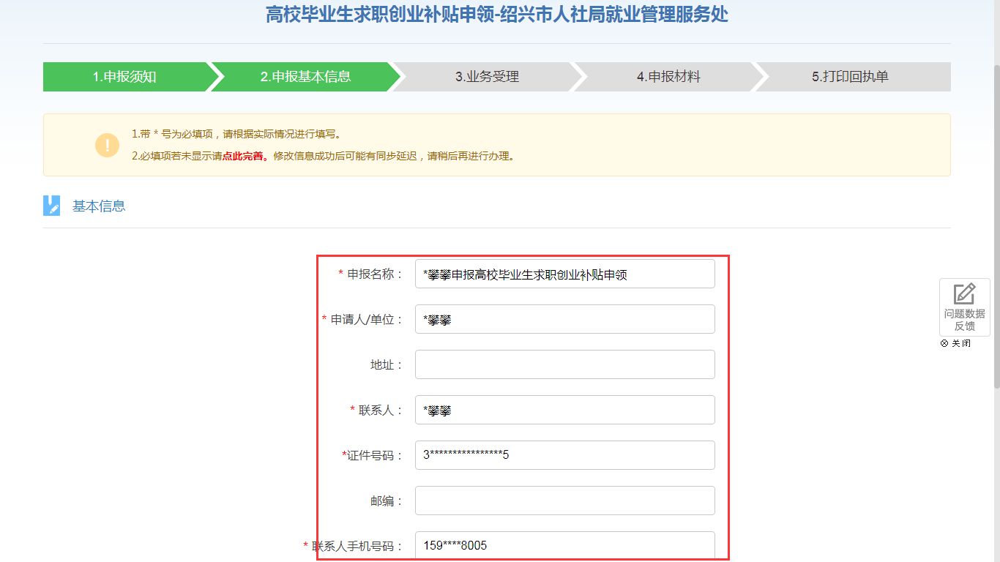 高校毕业生求职创业补贴申领-绍兴市人社局就业管理服务处
1.申报须知
2.申报基本信息
3.业务受理
4.申报材料
5.打印回执单
1.带 * 号为必填项，请根据实际情况进行填写。
2.必填项若未显示请点此完善。修改信息成功后可能有同步延迟，请稍后再进行办理。
基本信息
* 申报名称： *攀攀申报高校毕业生求职创业补贴申领
* 申请人/单位： *攀攀
地址：
* 联系人： *攀攀
*证件号码： 3****************5
邮编：
* 联系人手机号码： 159****8005
问题数据
反馈
关闭